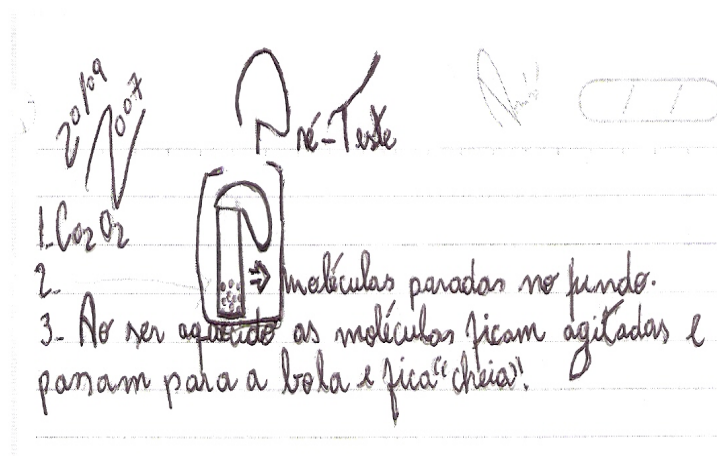 20/09
2007
Pré-Teste
1. Co2 O2
2. ⇒ moléculas paradas no fundo.
3- Ao ser aquecido as moléculas ficam agitadas e
passam para a bola e fica "cheia".